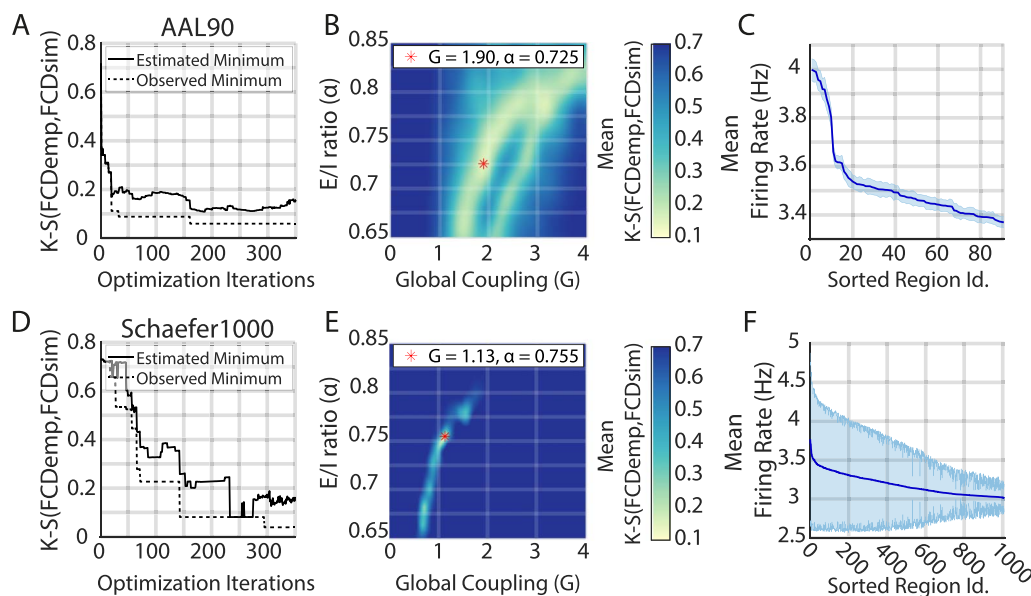 A
AAL90
K-S(FCDemp,FCDsim)
0.8
0.6
0.4
0.2
0
Estimated Minimum
Observed Minimum
0
100
200
300
Optimization Iterations
B
E/I ratio (α)
0.85
0.8
0.75
0.7
0.65
G = 1.90, α = 0.725
0
1
2
3
4
Global Coupling (G)
Mean
K-S(FCDemp,FCDsim)
0.7
0.6
0.5
0.4
0.3
0.2
0.1
C
Mean
Firing Rate (Hz)
4
3.8
3.6
3.4
0
20
40
60
80
Sorted Region Id.
D
Schaefer1000
K-S(FCDemp,FCDsim)
0.8
0.6
0.4
0.2
0
Estimated Minimum
Observed Minimum
0
100
200
300
Optimization Iterations
E
E/I ratio (α)
0.85
0.8
0.75
0.7
0.65
G = 1.13, α = 0.755
0
1
2
3
4
Global Coupling (G)
Mean
K-S(FCDemp,FCDsim)
0.7
0.6
0.5
0.4
0.3
0.2
0.1
F
Mean
Firing Rate (Hz)
5
4.5
4
3.5
3
2.5
0
200
400
600
800
1000
Sorted Region Id.